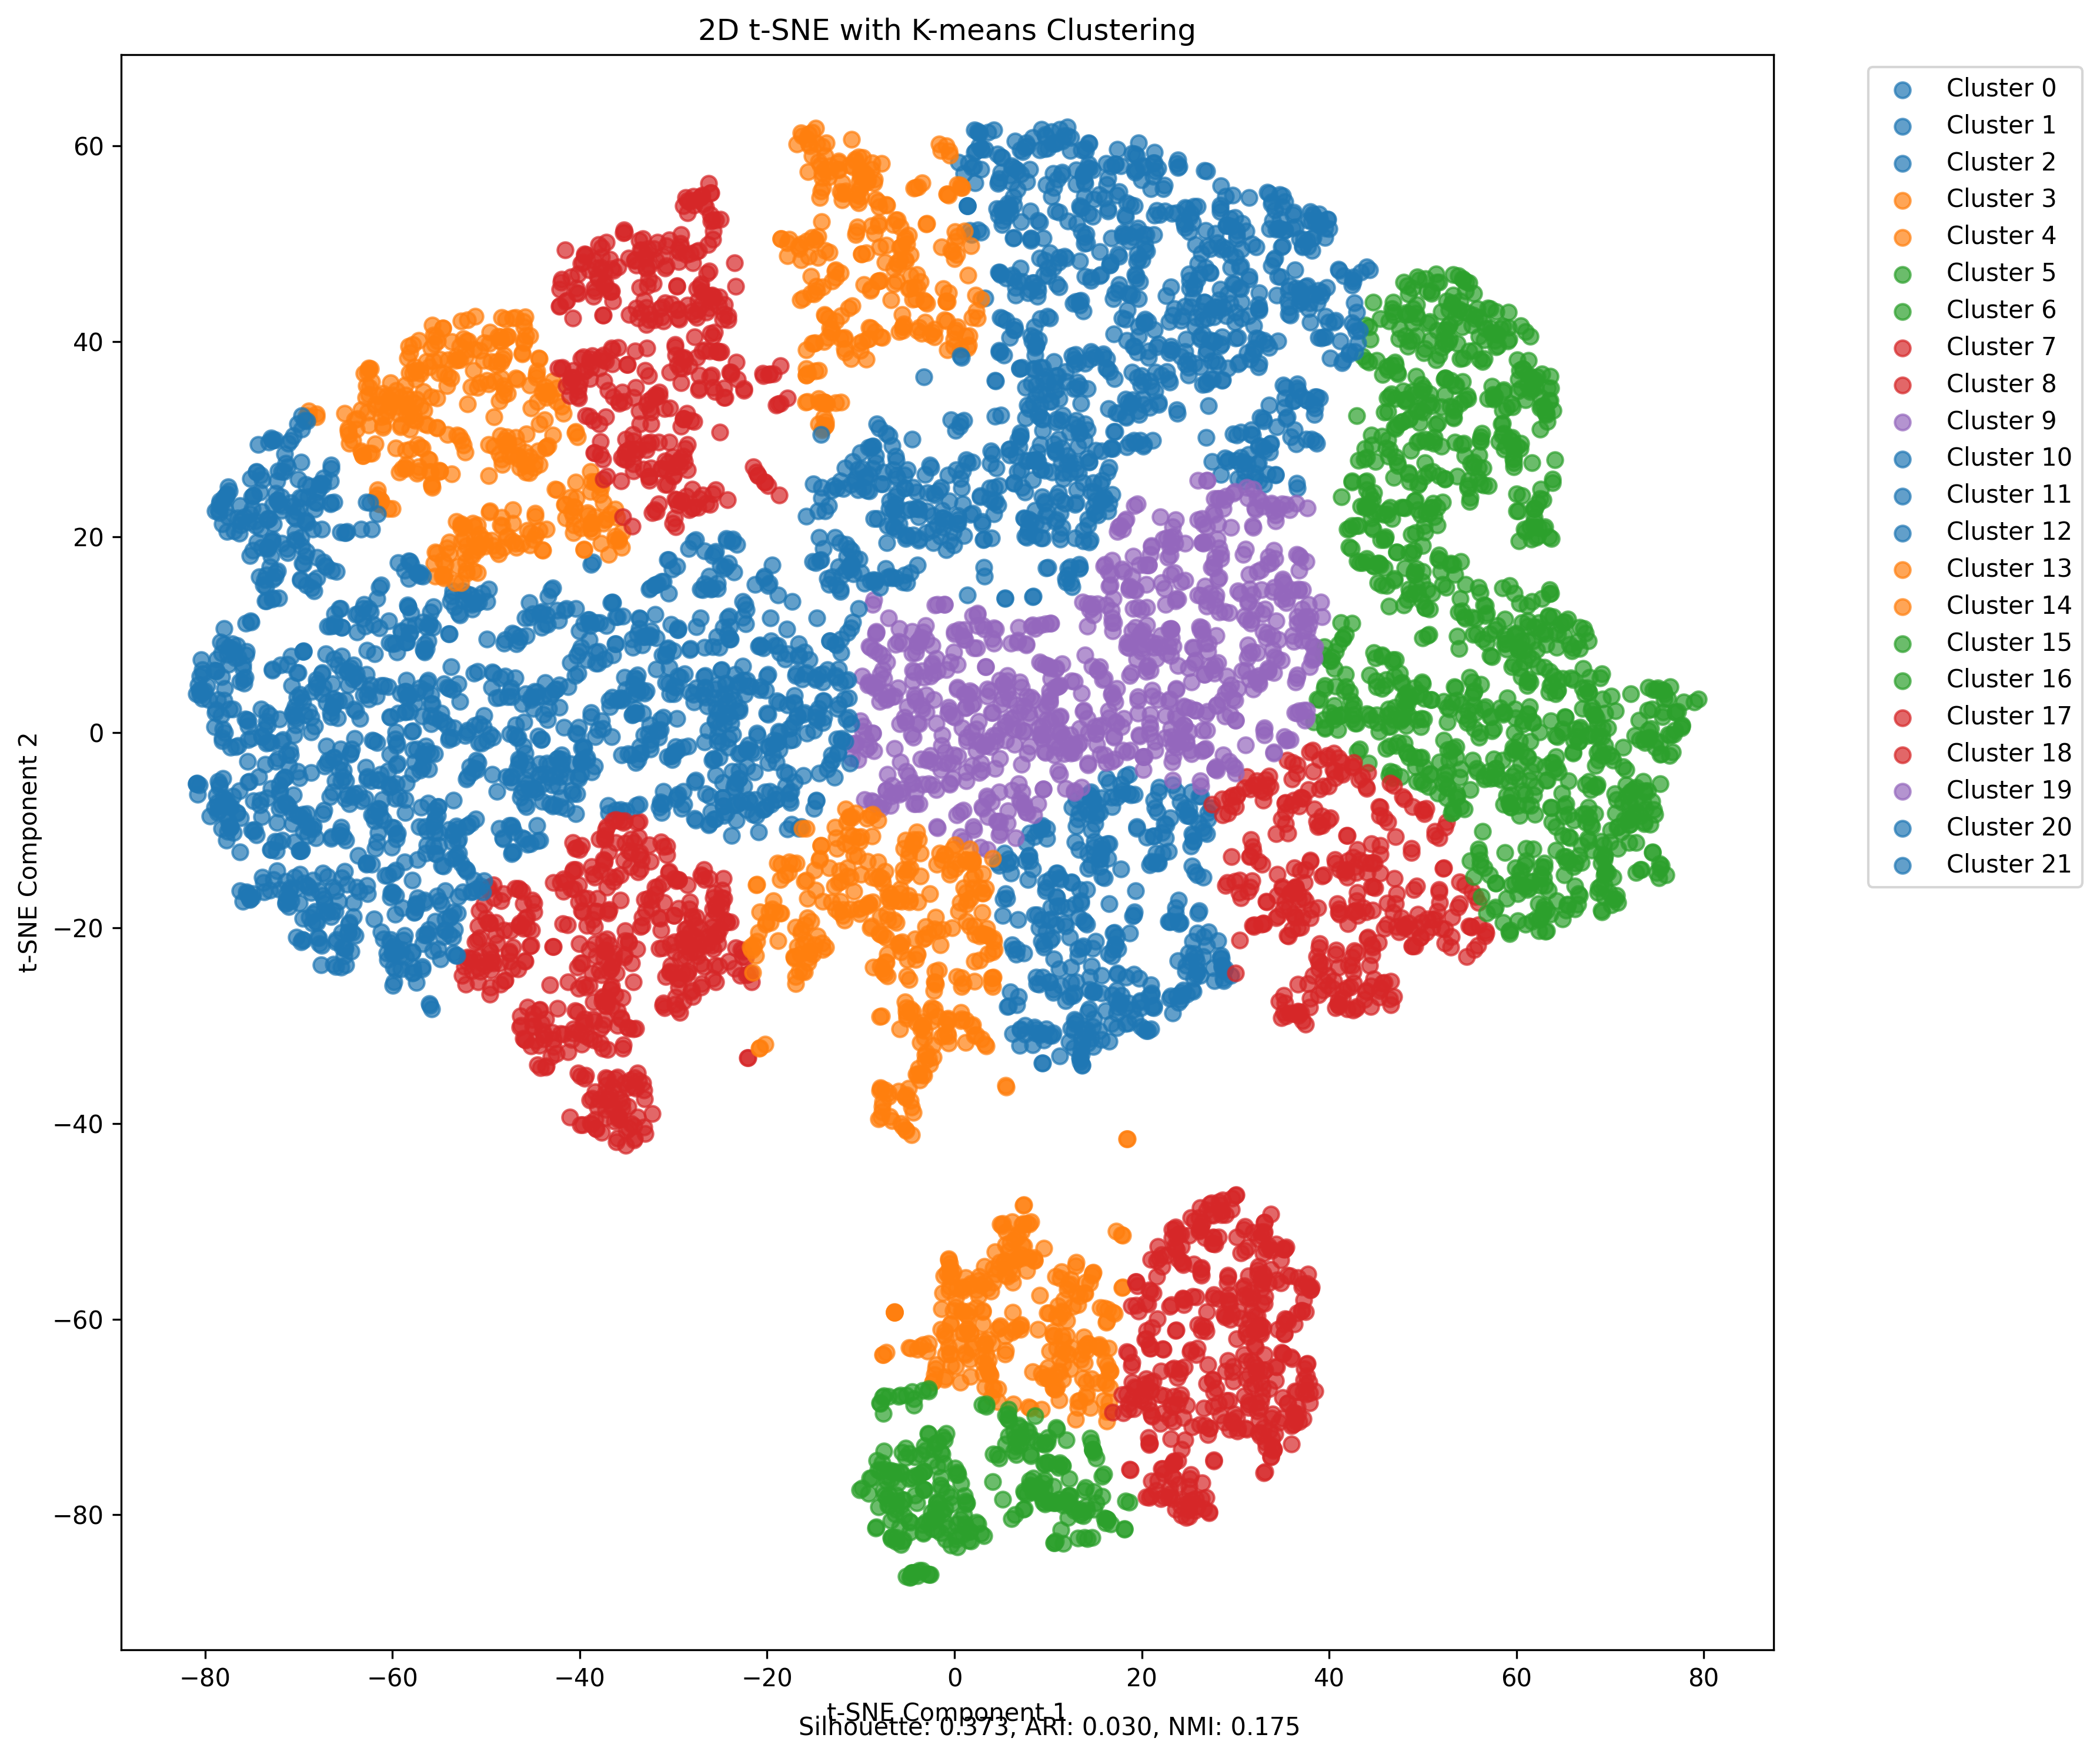 2D t-SNE with K-means Clustering
60
40
20
0
−20
−40
−60
−80
t-SNE Component 2
−80
−60
−40
−20
0
20
40
60
80
t-SNE Component 1
Silhouette: 0.373, ARI: 0.030, NMI: 0.175
Cluster 0
Cluster 1
Cluster 2
Cluster 3
Cluster 4
Cluster 5
Cluster 6
Cluster 7
Cluster 8
Cluster 9
Cluster 10
Cluster 11
Cluster 12
Cluster 13
Cluster 14
Cluster 15
Cluster 16
Cluster 17
Cluster 18
Cluster 19
Cluster 20
Cluster 21